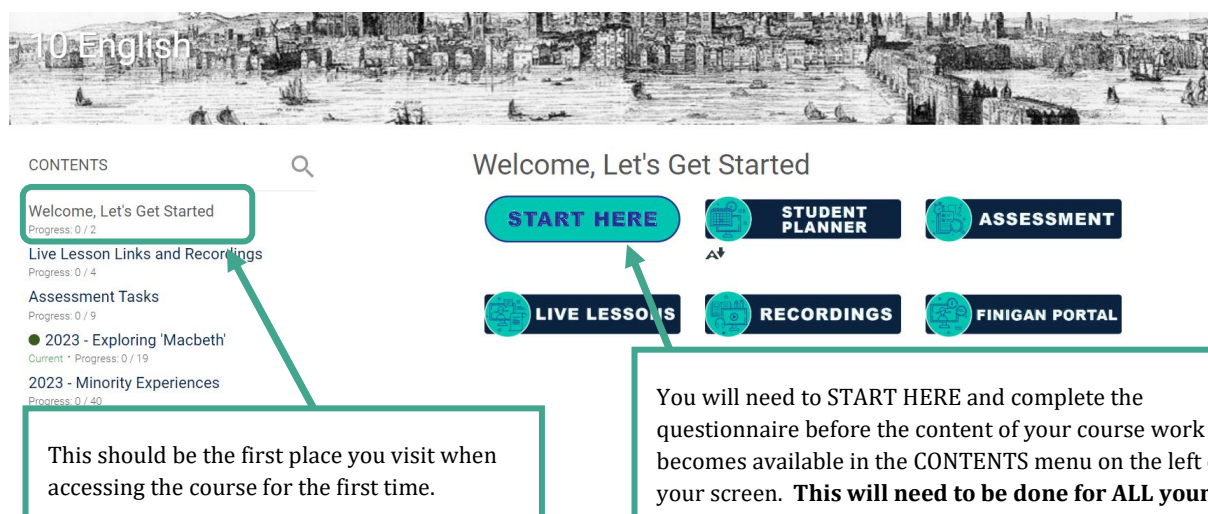 10 English
CONTENTS
Welcome, Let's Get Started
Progress: 0 / 2
Live Lesson Links and Recordings
Progress: 0 / 4
Assessment Tasks
Progress: 0 / 9
2023 - Exploring 'Macbeth'
Current • Progress: 0 / 19
2023 - Minority Experiences
Progress: 0 / 40
This should be the first place you visit when
accessing the course for the first time.
Welcome, Let's Get Started
START HERE
STUDENT
PLANNER
ASSESSMENT
LIVE LESSONS
RECORDINGS
FINIGAN PORTAL
You will need to START HERE and complete the
questionnaire before the content of your course work
becomes available in the CONTENTS menu on the left
your screen. This will need to be done for ALL your